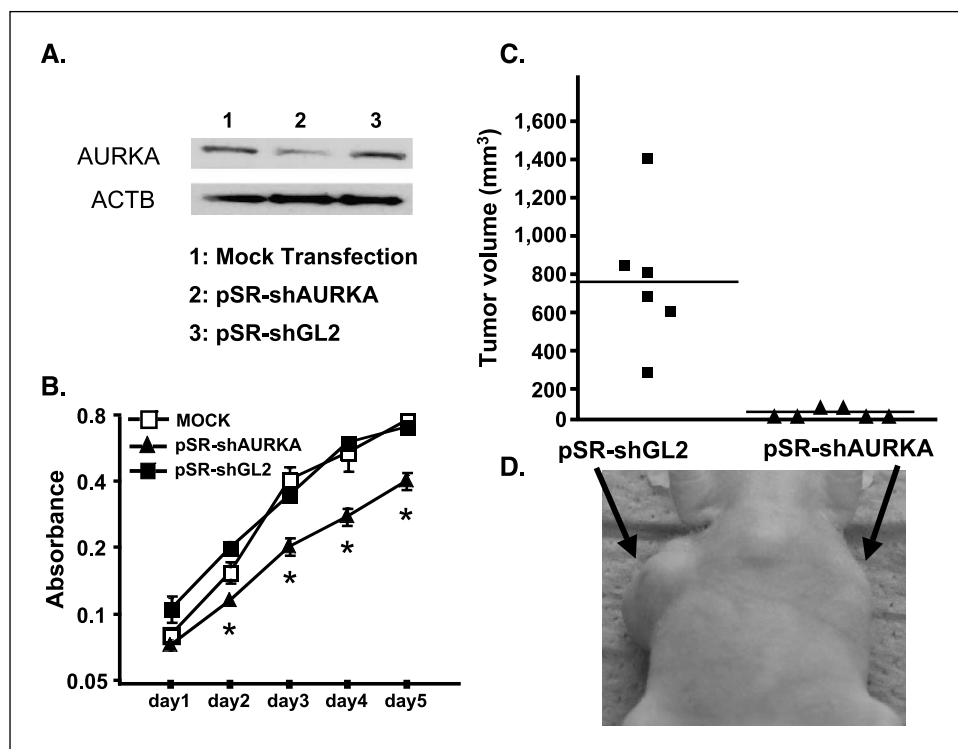 A.
1 2 3
AURKA
ACTB
1: Mock Transfection
2: pSR-shAURKA
3: pSR-shGL2
B.
Absorbance
0.8
0.4
0.2
0.1
0.05
MOCK
pSR-shAURKA
pSR-shGL2
*
*
*
*
day1 day2 day3 day4 day5
C.
Tumor volume (mm³)
1,600
1,400
1,200
1,000
800
600
400
200
0
pSR-shGL2 pSR-shAURKA
D.